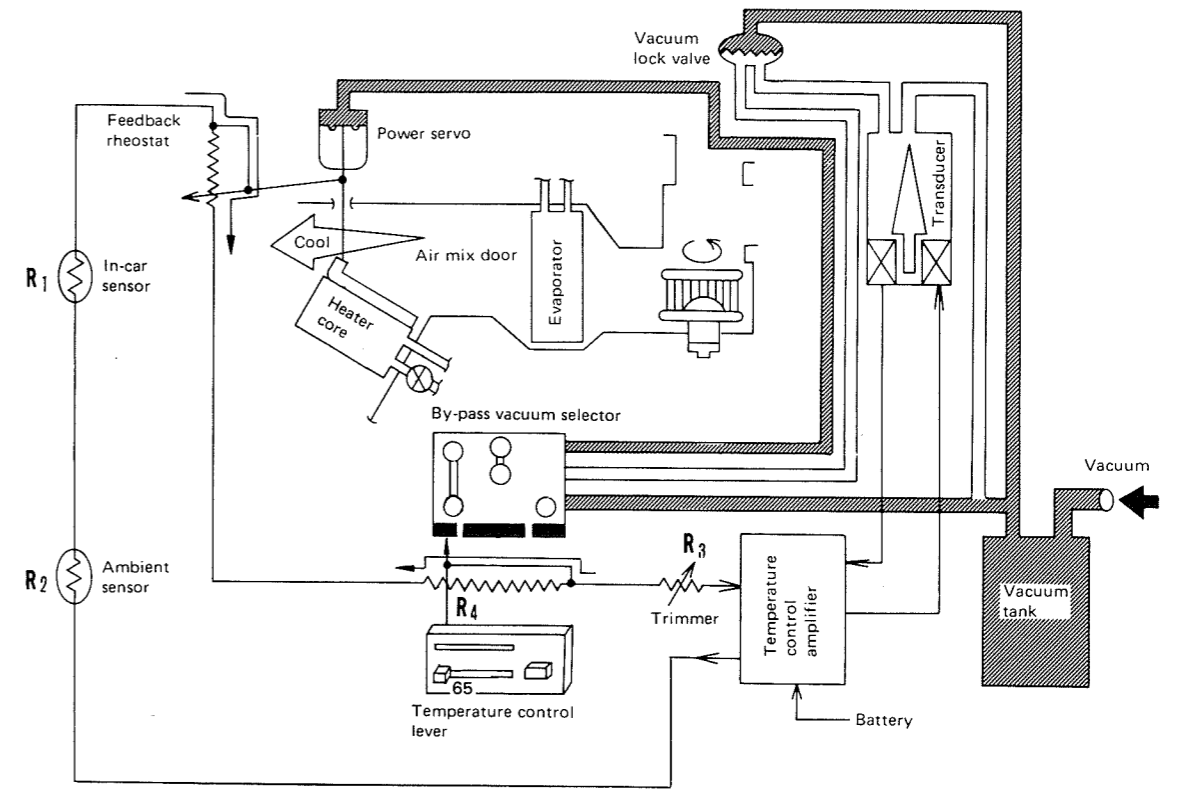 Vacuum
lock valve
Feedback
rheostat
Power servo
Transducer
Cool
Air mix door
Evaporator
R1
In-car
sensor
Heater
core
By-pass vacuum selector
Vacuum
R2
Ambient
sensor
R3
R4
Trimmer
Temperature
control
amplifier
Vacuum
tank
65
Temperature control
lever
Battery